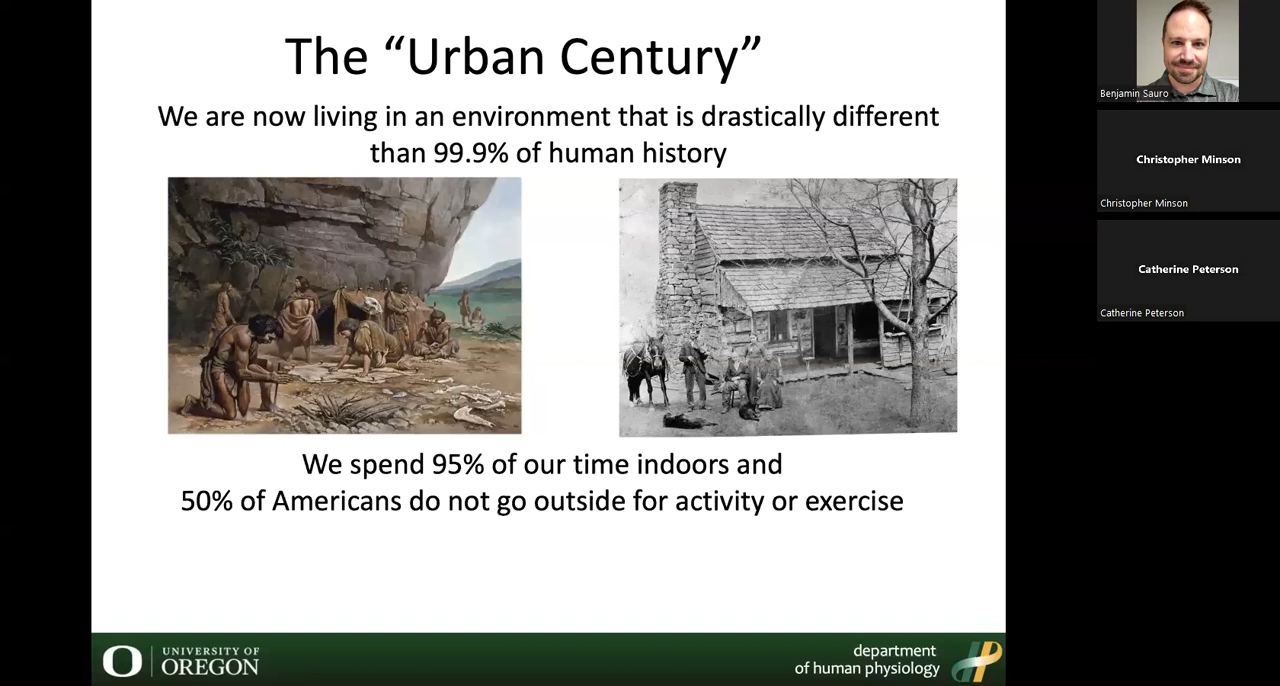 The “Urban Century”
We are now living in an environment that is drastically different
than 99.9% of human history
We spend 95% of our time indoors and
50% of Americans do not go outside for activity or exercise
UNIVERSITY OF
OREGON
department
of human physiology
Benjamin Sauro
Christopher Minson
Christopher Minson
Catherine Peterson
Catherine Peterson